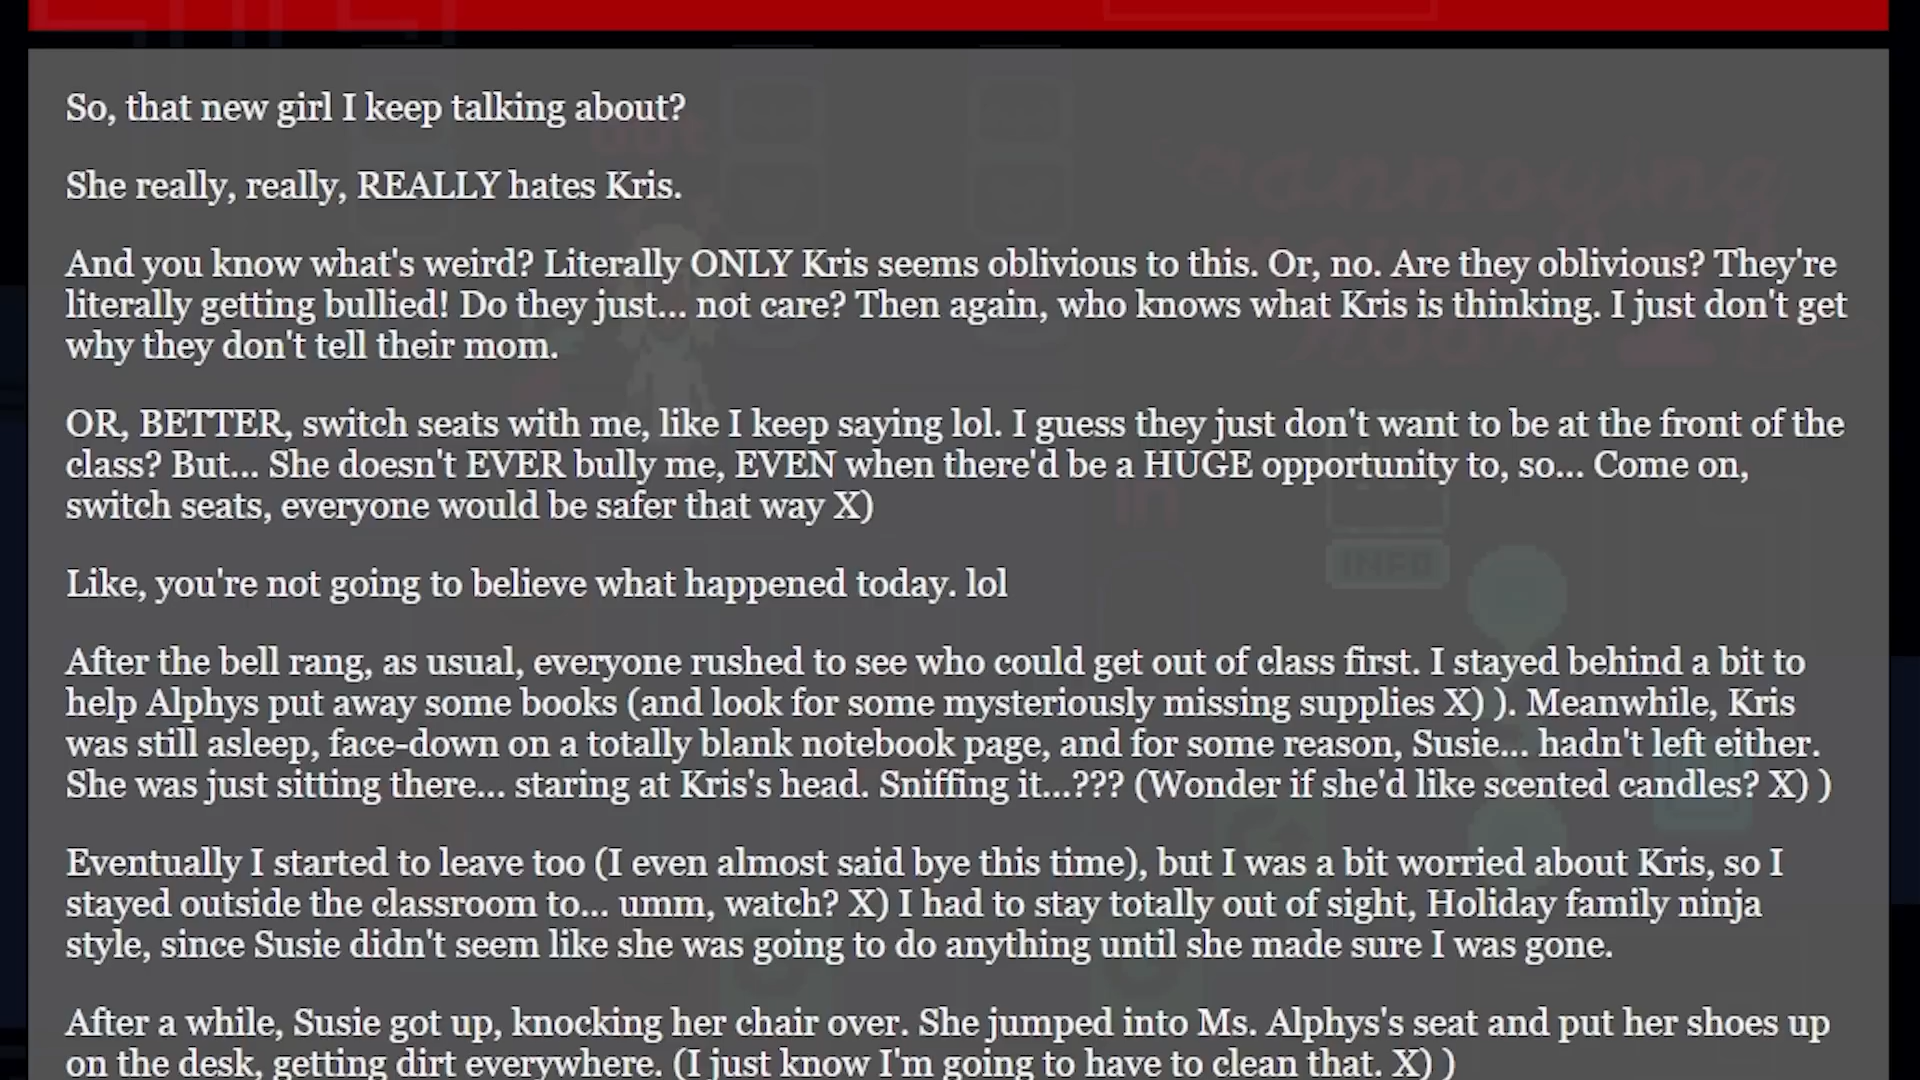 So, that new girl I keep talking about?
She really, really, REALLY hates Kris.
And you know what's weird? Literally ONLY Kris seems oblivious to this. Or, no. Are they oblivious? They're
literally getting bullied! Do they just... not care? Then again, who knows what Kris is thinking. I just don't get
why they don't tell their mom.
OR, BETTER, switch seats with me, like I keep saying lol. I guess they just don't want to be at the front of the
class? But... She doesn't EVER bully me, EVEN when there'd be a HUGE opportunity to, so... Come on,
switch seats, everyone would be safer that way X)
Like, you're not going to believe what happened today. lol
After the bell rang, as usual, everyone rushed to see who could get out of class first. I stayed behind a bit to
help Alphys put away some books (and look for some mysteriously missing supplies X) ). Meanwhile, Kris
was still asleep, face-down on a totally blank notebook page, and for some reason, Susie... hadn't left either.
She was just sitting there... staring at Kris's head. Sniffing it...??? (Wonder if she'd like scented candles? X) )
Eventually I started to leave too (I even almost said bye this time), but I was a bit worried about Kris, so I
stayed outside the classroom to... umm, watch? X) I had to stay totally out of sight, Holiday family ninja
style, since Susie didn't seem like she was going to do anything until she made sure I was gone.
After a while, Susie got up, knocking her chair over. She jumped into Ms. Alphys's seat and put her shoes up
on the desk, getting dirt everywhere. (I just know I'm going to have to clean that. X) )
annoying
in
INFO